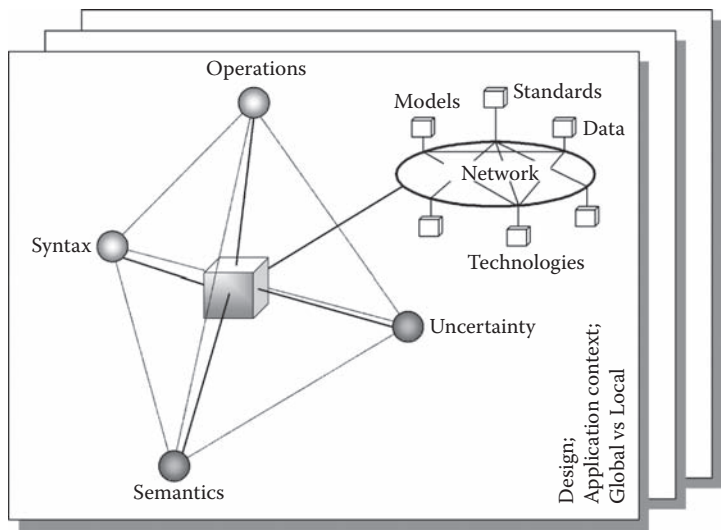 Operations
Standards
Models
Data
Network
Syntax
Technologies
Uncertainty
Semantics
Design;
Application context;
Global vs Local